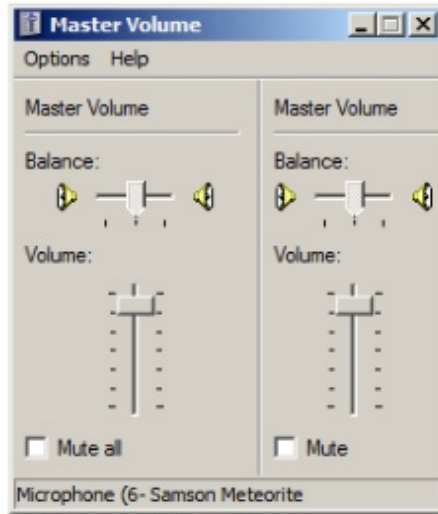 Master Volume
Options Help
Master Volume
Balance:
Volume:
Mute all
Master Volume
Balance:
Volume:
Mute
Microphone (6- Samson Meteorite